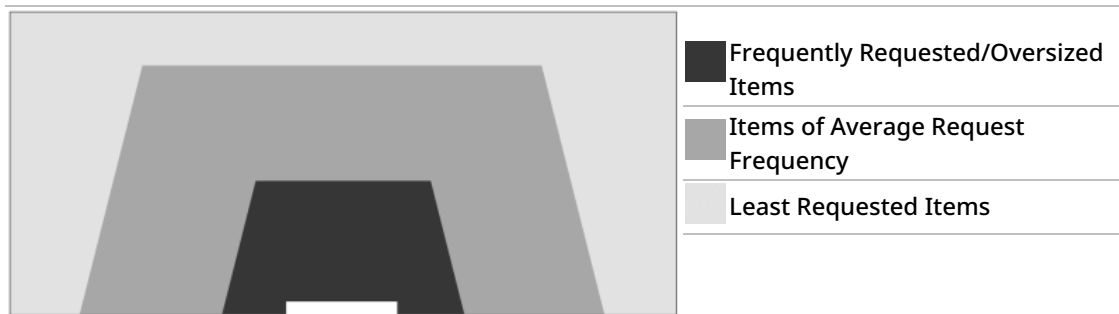 Frequently Requested/Oversized
Items
Items of Average Request
Frequency
Least Requested Items